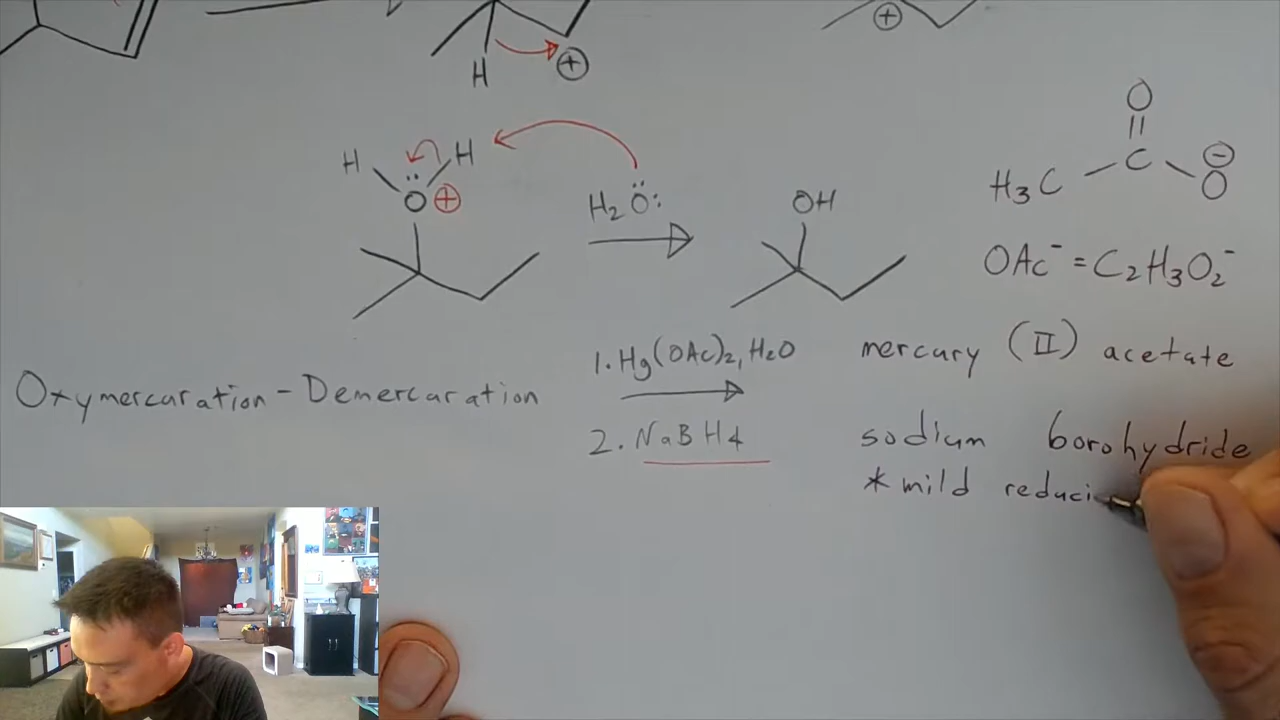 H
⊕
⊕
O
H
H
O
⊕
H₂O
OH
H₃C
C
O
⊖
OAc⁻ = C₂H₃O₂⁻
1. Hg(OAc)₂, H₂O
mercury (II) acetate
Oxymercuration - Demercuration
2. NaBH4
sodium borohydride
*mild reduci